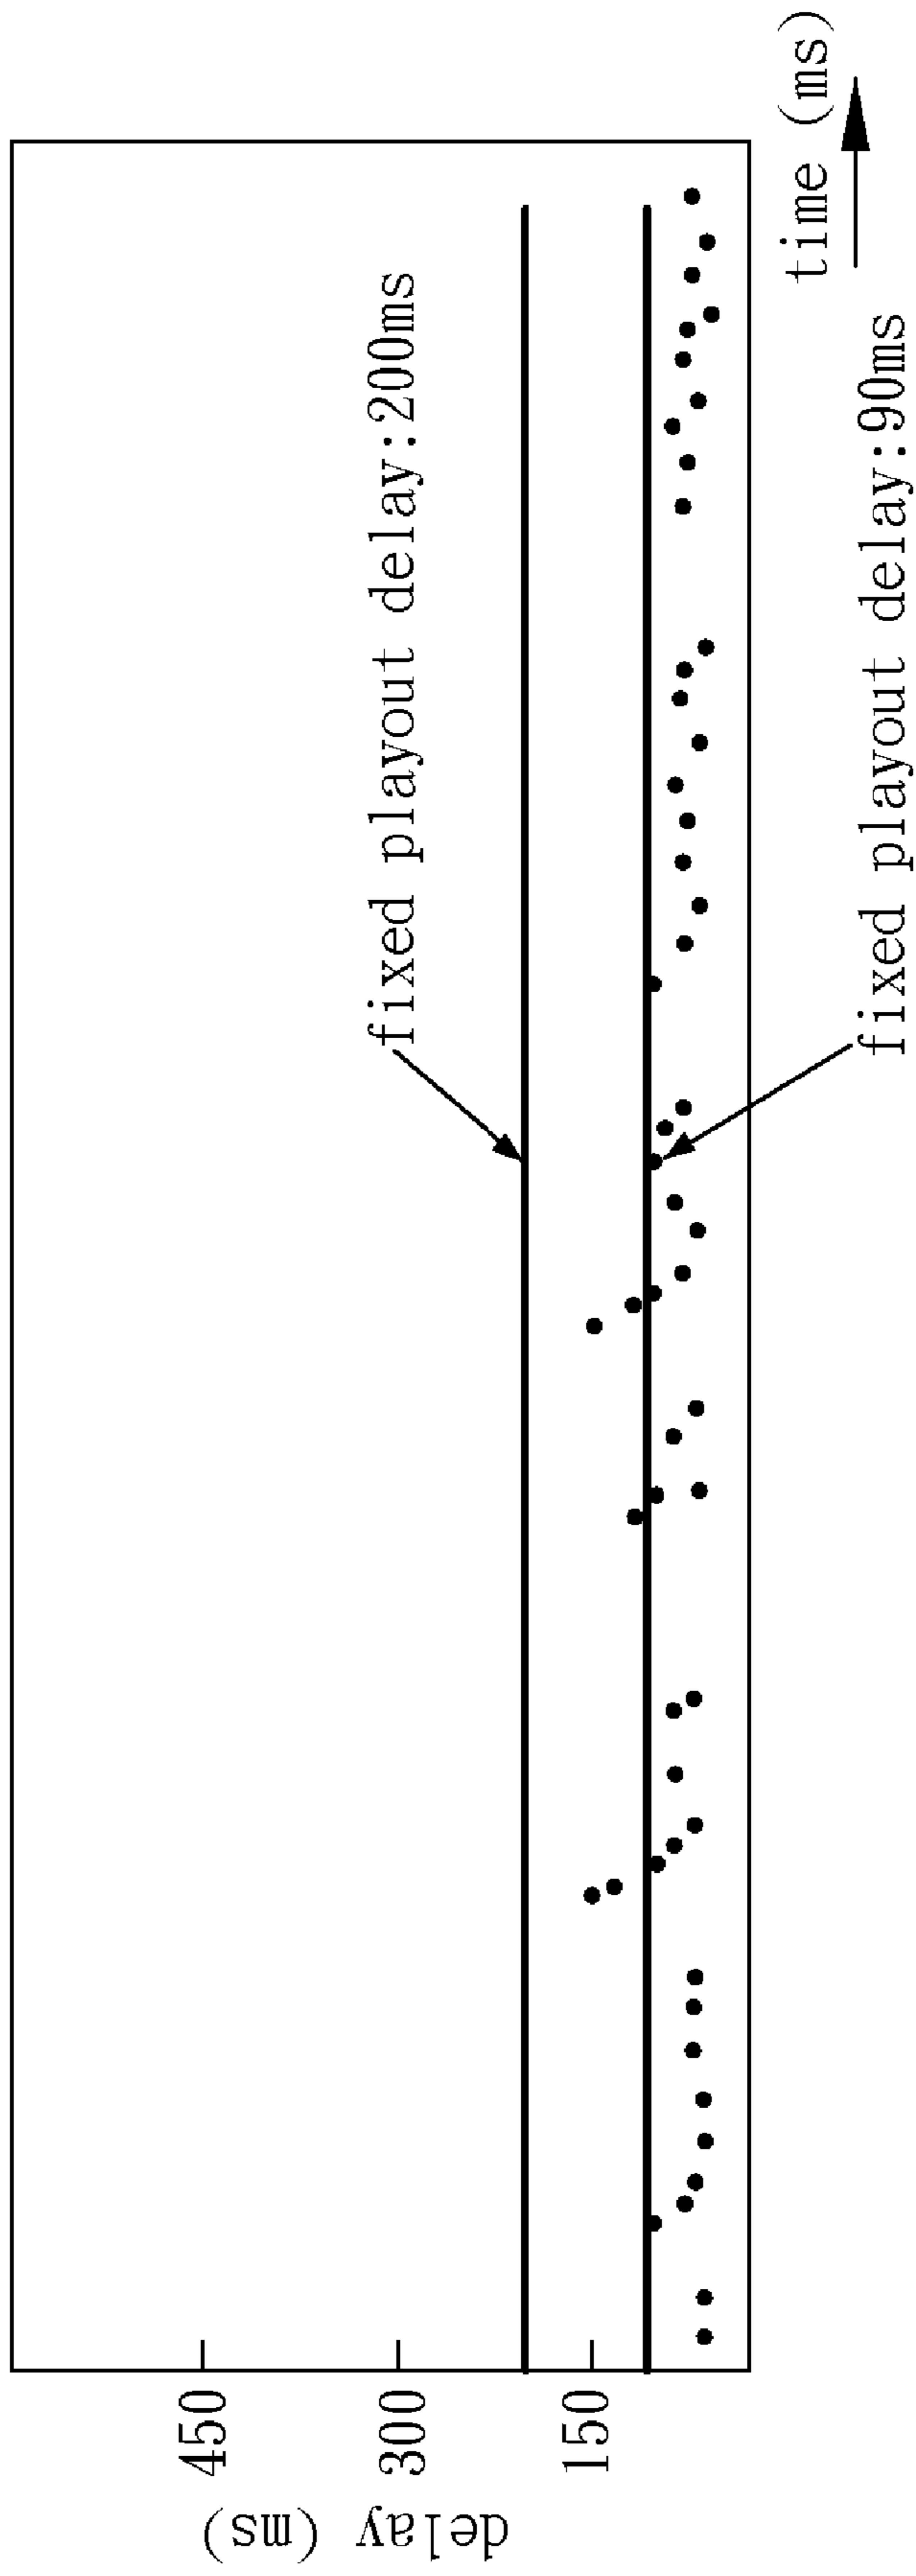 delay (ms)
450
300
150
fixed playout delay:200ms
time (ms)
fixed playout delay:90ms